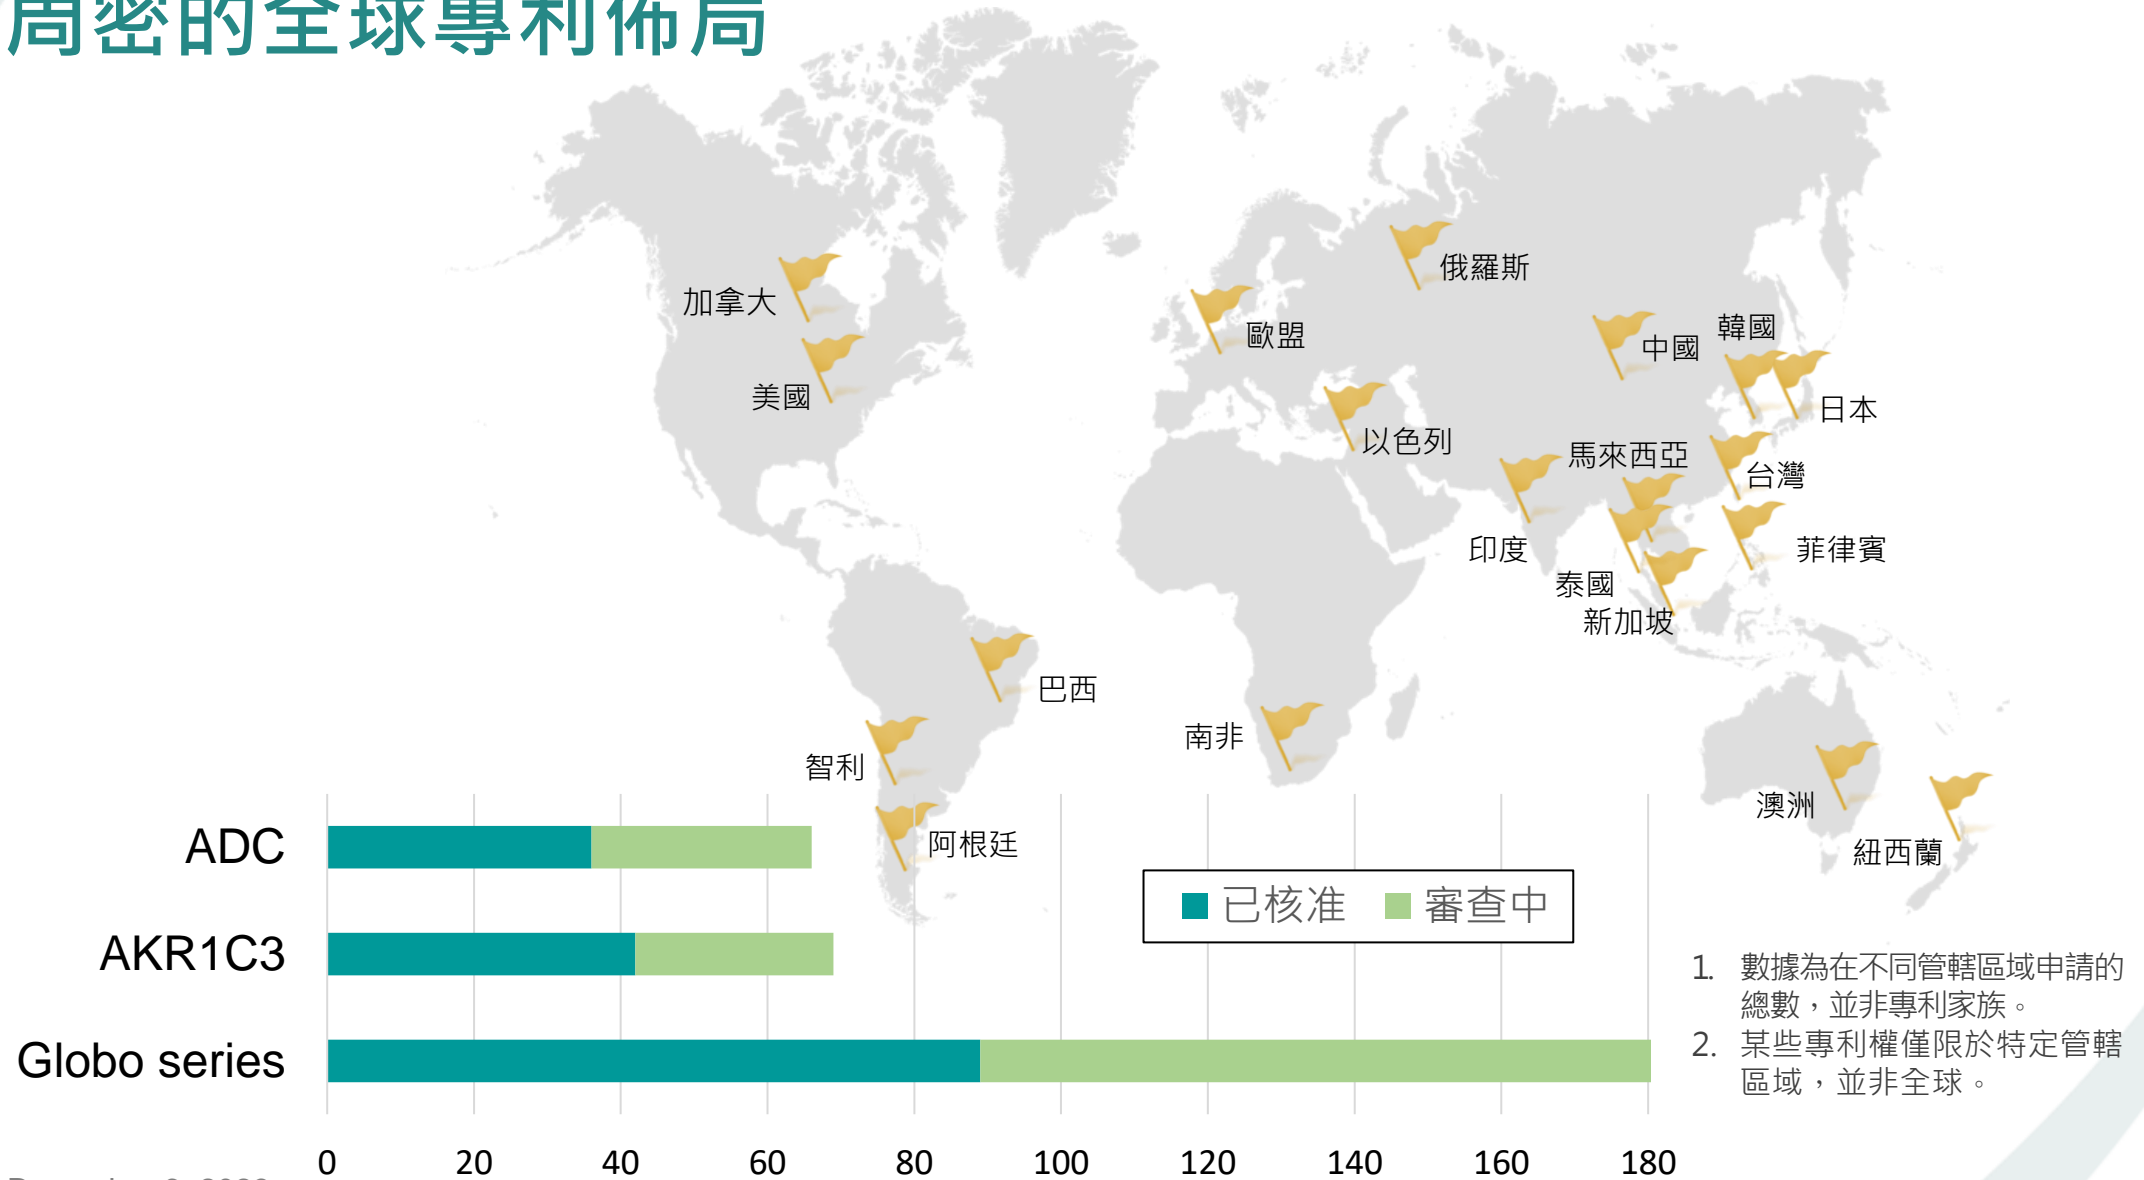 周密的全球專利佈局
俄羅斯
加拿大
歐盟
韓國
中國
美國
日本
以色列
馬來西亞
台灣
印度
菲律賓
泰國
新加坡
巴西
南非
智利
澳洲
阿根廷
紐西蘭
ADC
AKR1C3
Globo series
已核准 審查中
0 20 40 60 80 100 120 140 160 180
1. 數據為在不同管轄區域申請的
總數，並非專利家族。
2. 某些專利權僅限於特定管轄
區域，並非全球。